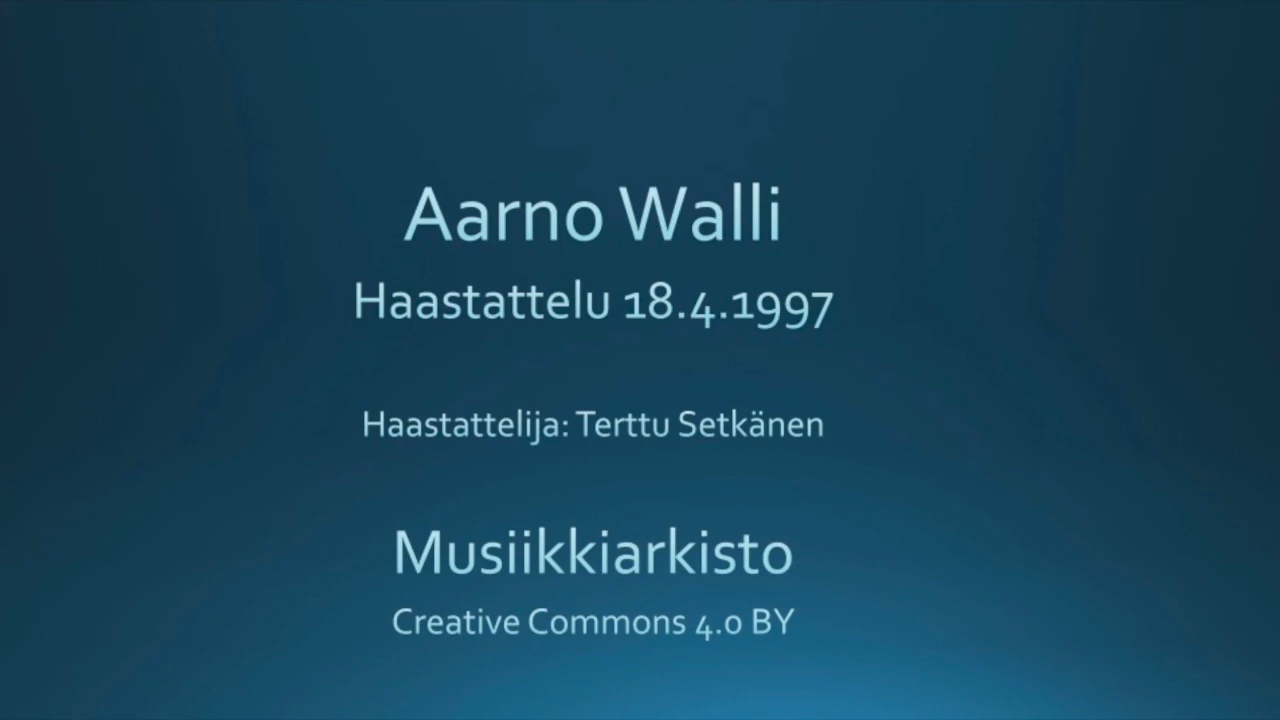 Aarno Walli
Haastattelu 18.4.1997
Haastattelija: Terttu Setkänen
Musiikkiarkisto
Creative Commons 4.0 BY